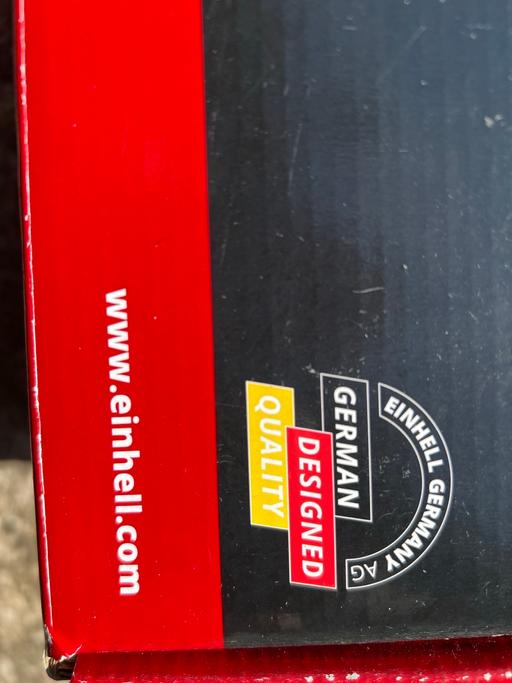 EINHELL GERMANY AG
GERMAN
DESIGNED
QUALITY
www.einhell.com